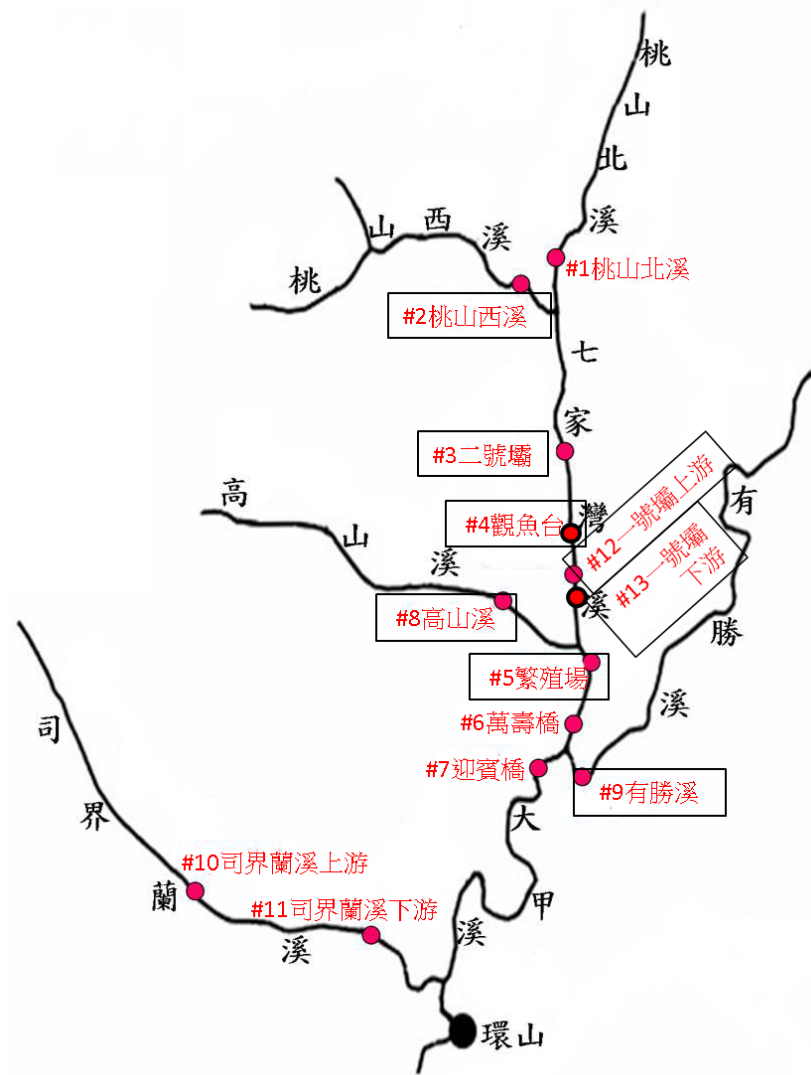 桃山北溪
桃山西溪
#1桃山北溪
#2桃山西溪
七家灣溪
#3二號壩
#4觀魚台
#12一號壩上游
#13一號壩
下游
有勝溪
高山溪
#8高山溪
#5繁殖場
#6萬壽橋
#7迎賓橋
#9有勝溪
大甲溪
司界蘭溪
#10司界蘭溪上游
#11司界蘭溪下游
環山